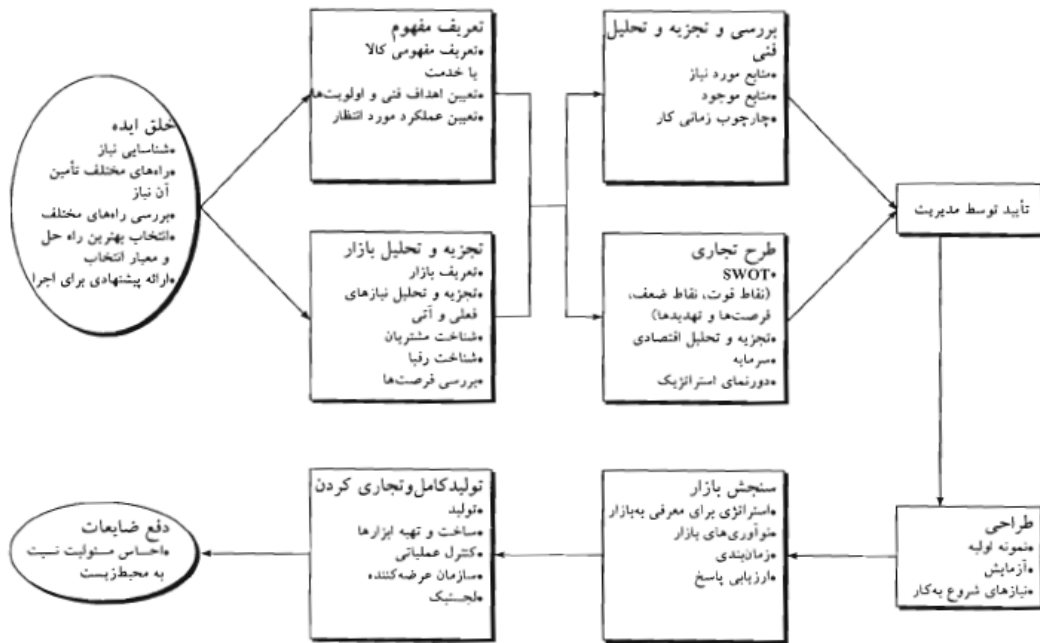 خلق ایده
•شناسایی نیاز
•راه‌های مختلف تأمین
آن نیاز
•بررسی راه‌های مختلف
•انتخاب بهترین راه حل
و معیار انتخاب
•ارائه پیشنهادی برای اجرا
تعریف مفهوم
•تعریف مفهومی کالا
یا خدمت
•تعیین اهداف فنی و اولویت‌ها
•تعیین عملکرد مورد انتظار
تجزیه و تحلیل بازار
•تعریف بازار
•تجزیه و تحلیل نیازهای
فعلی و آتی
•شناخت مشتریان
•شناخت رقبا
•بررسی فرصت‌ها
بررسی و تجزیه و تحلیل
فنی
•منابع مورد نیاز
•منابع موجود
•چارچوب زمانی کار
طرح تجاری
•SWOT
(نقاط قوت، نقاط ضعف،
فرصت‌ها و تهدیدها)
•تجزیه و تحلیل اقتصادی
•سرمایه
•دورنمای استراتژیک
تأیید توسط مدیریت
طراحی
•نمونه اولیه
•آزمایش
•نیازهای شروع به‌کار
سنجش بازار
•استراتژی برای معرفی به‌بازار
•نوآوری‌های بازار
•زمان‌بندی
•ارزیابی پاسخ
تولیدکامل‌وتجاری کردن
•تولید
•ساخت و تهیه ابزارها
•کنترل عملیاتی
•سازمان عرضه‌کننده
•لجستیک
دفع ضایعات
•احساس مسئولیت نسبت
به محیط‌زیست